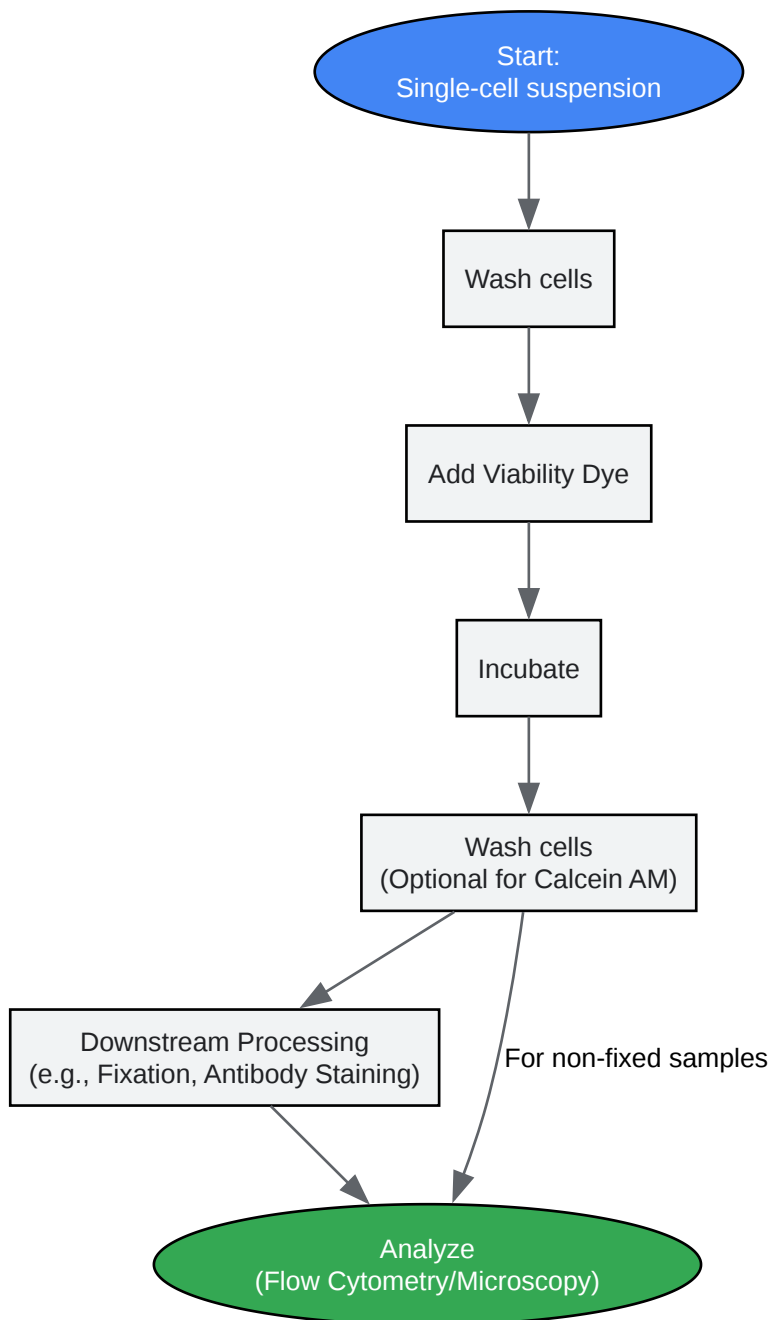 Start:
Single-cell suspension
Wash cells
Add Viability Dye
Incubate
Wash cells
(Optional for Calcein AM)
Downstream Processing
(e.g., Fixation, Antibody Staining)
For non-fixed samples
Analyze
(Flow Cytometry/Microscopy)